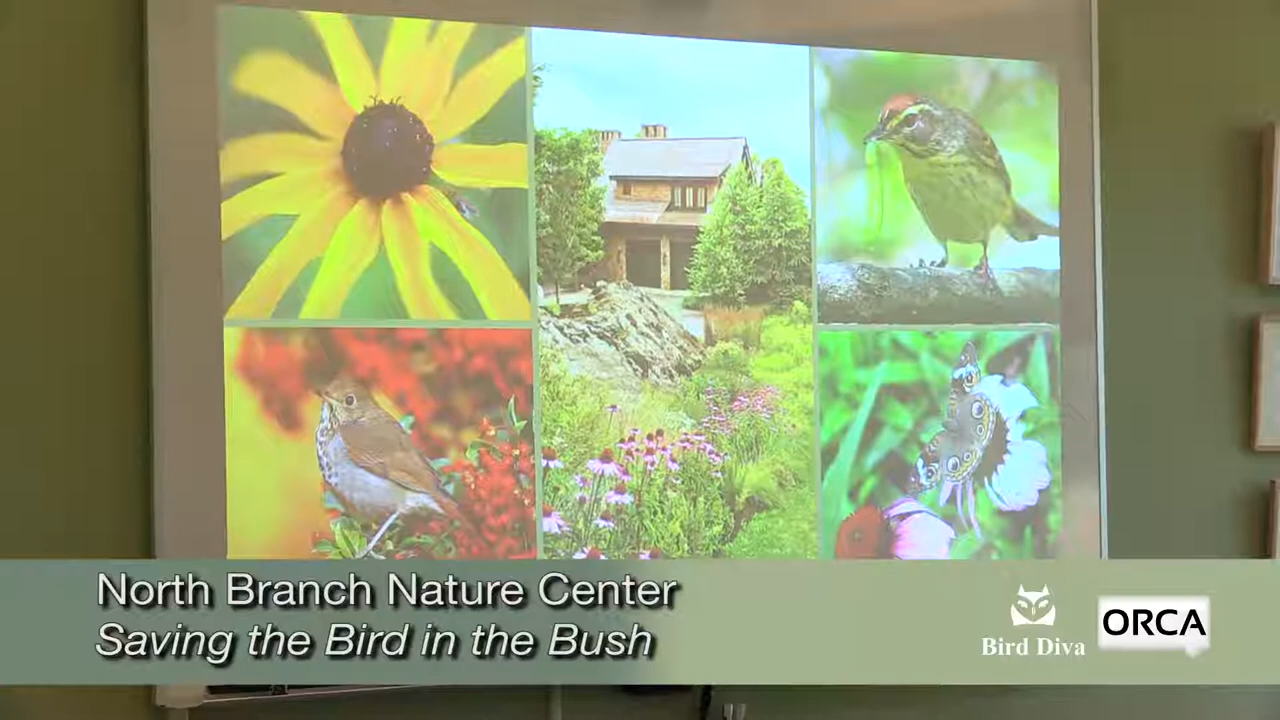 North Branch Nature Center
Saving the Bird in the Bush
Bird Diva
ORCA